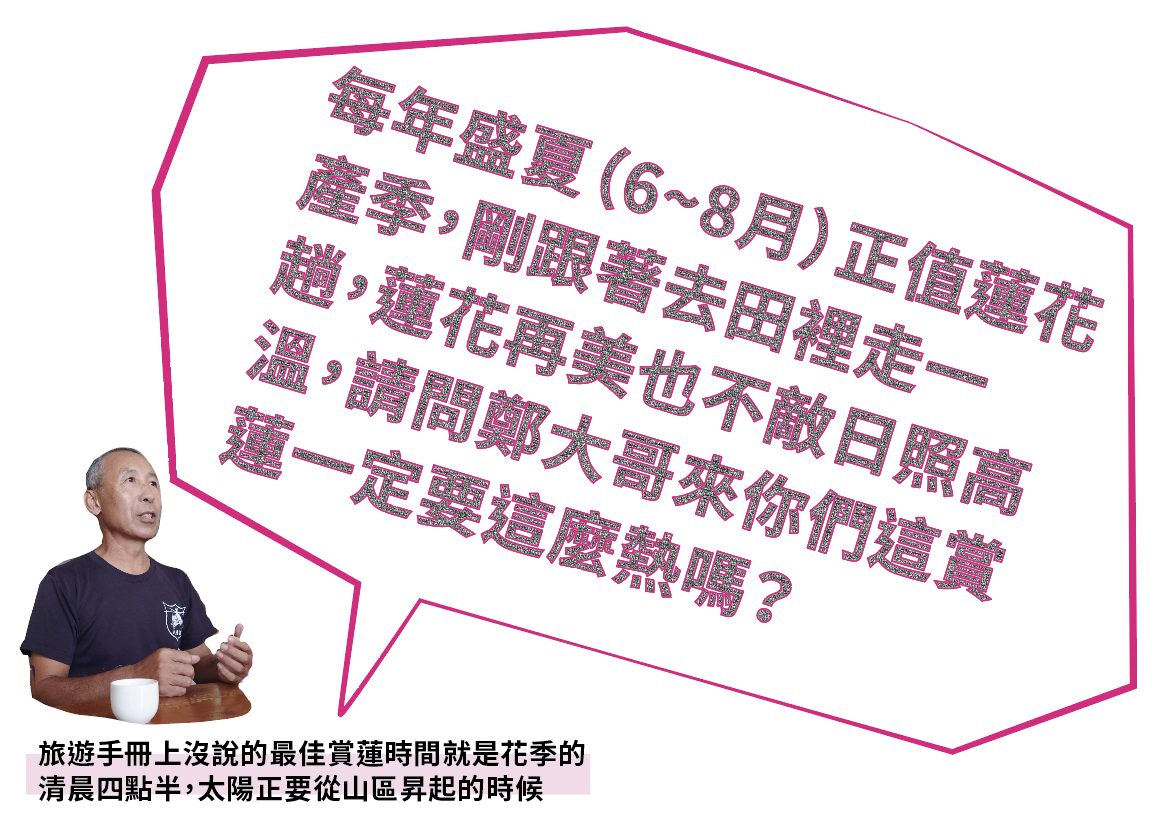 每年盛夏（6~8月）正值蓮花
產季，剛跟著去田裡走一
趟，蓮花再美也不敵日照高
溫，請問鄭大哥來你們這賞
蓮一定要這麼熱嗎？
旅遊手冊上沒說的最佳賞蓮時間就是花季的
清晨四點半，太陽正要從山區昇起的時候